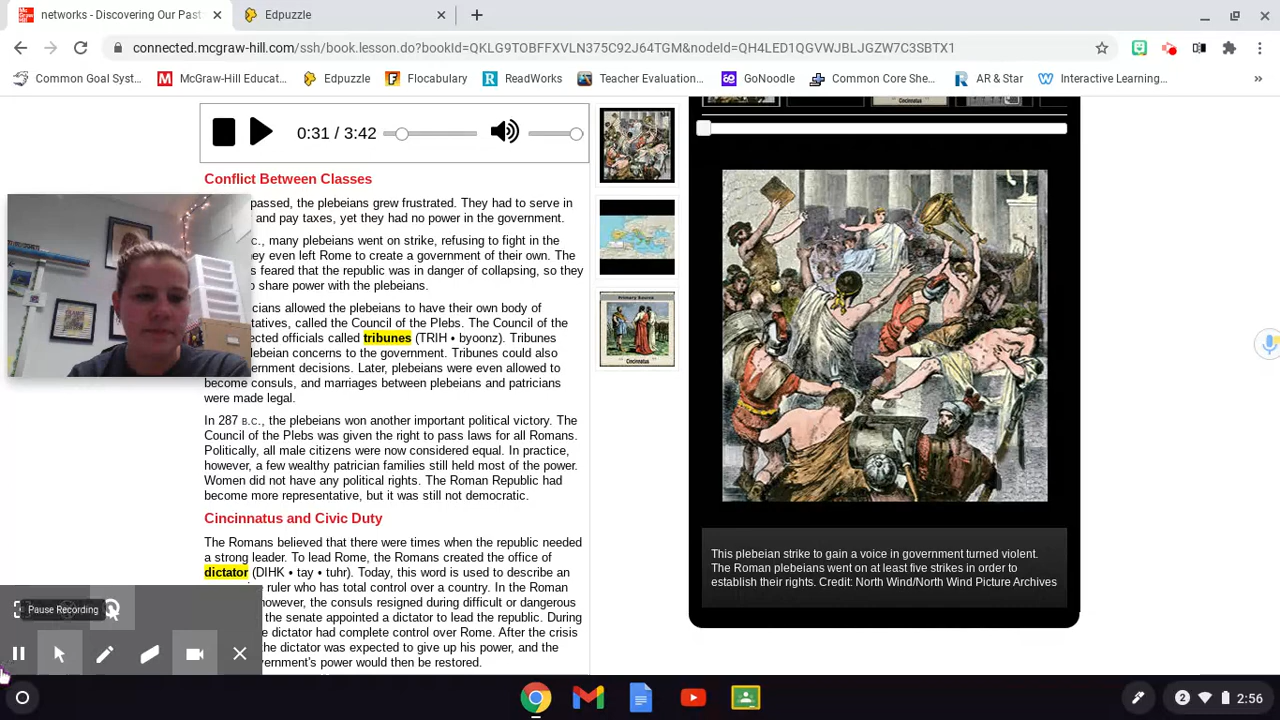 networks - Discovering Our Past
Edpuzzle
connected.mcgraw-hill.com/ssh/book.lesson.do?bookId=QKLG9TOBFFXVLN375C92J64TGM&nodeId=QH4LED1QGVWJBLJGZW7C3SBTX1
Common Goal Syst... McGraw-Hill Educat... Edpuzzle Flocabulary ReadWorks Teacher Evaluation... GoNoodle Common Core She... AR & Star Interactive Learning... »
0:31 / 3:42
Conflict Between Classes
passed, the plebeians grew frustrated. They had to serve in
and pay taxes, yet they had no power in the government.
c., many plebeians went on strike, refusing to fight in the
ey even left Rome to create a government of their own. The
s feared that the republic was in danger of collapsing, so they
o share power with the plebeians.
cians allowed the plebeians to have their own body of
tatives, called the Council of the Plebs. The Council of the
ected officials called tribunes (TRIH • byoonz). Tribunes
lebeian concerns to the government. Tribunes could also
ernment decisions. Later, plebeians were even allowed to
become consuls, and marriages between plebeians and patricians
were made legal.
In 287 B.C., the plebeians won another important political victory. The
Council of the Plebs was given the right to pass laws for all Romans.
Politically, all male citizens were now considered equal. In practice,
however, a few wealthy patrician families still held most of the power.
Women did not have any political rights. The Roman Republic had
become more representative, but it was still not democratic.
Cincinnatus and Civic Duty
The Romans believed that there were times when the republic needed
a strong leader. To lead Rome, the Romans created the office of
dictator (DIHK • tay • tuhr). Today, this word is used to describe an
ruler who has total control over a country. In the Roman
however, the consuls resigned during difficult or dangerous
the senate appointed a dictator to lead the republic. During
e dictator had complete control over Rome. After the crisis
the dictator was expected to give up his power, and the
vernment's power would then be restored.
Primary Source
Cincinnatus
Cincinnatus
This plebeian strike to gain a voice in government turned violent.
The Roman plebeians went on at least five strikes in order to
establish their rights. Credit: North Wind/North Wind Picture Archives
Pause Recording
2 2:56